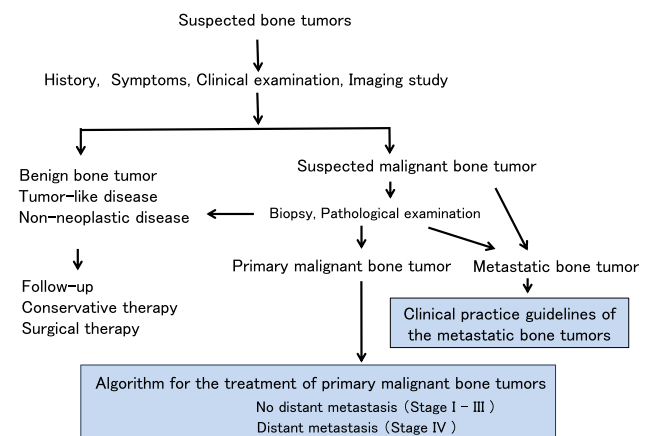 Suspected bone tumors
History, Symptoms, Clinical examination, Imaging study
Benign bone tumor
Tumor-like disease
Non-neoplastic disease
Suspected malignant bone tumor
Biopsy, Pathological examination
Primary malignant bone tumor
Metastatic bone tumor
Follow-up
Conservative therapy
Surgical therapy
Clinical practice guidelines of
the metastatic bone tumors
Algorithm for the treatment of primary malignant bone tumors
No distant metastasis (Stage I - III )
Distant metastasis (Stage IV )